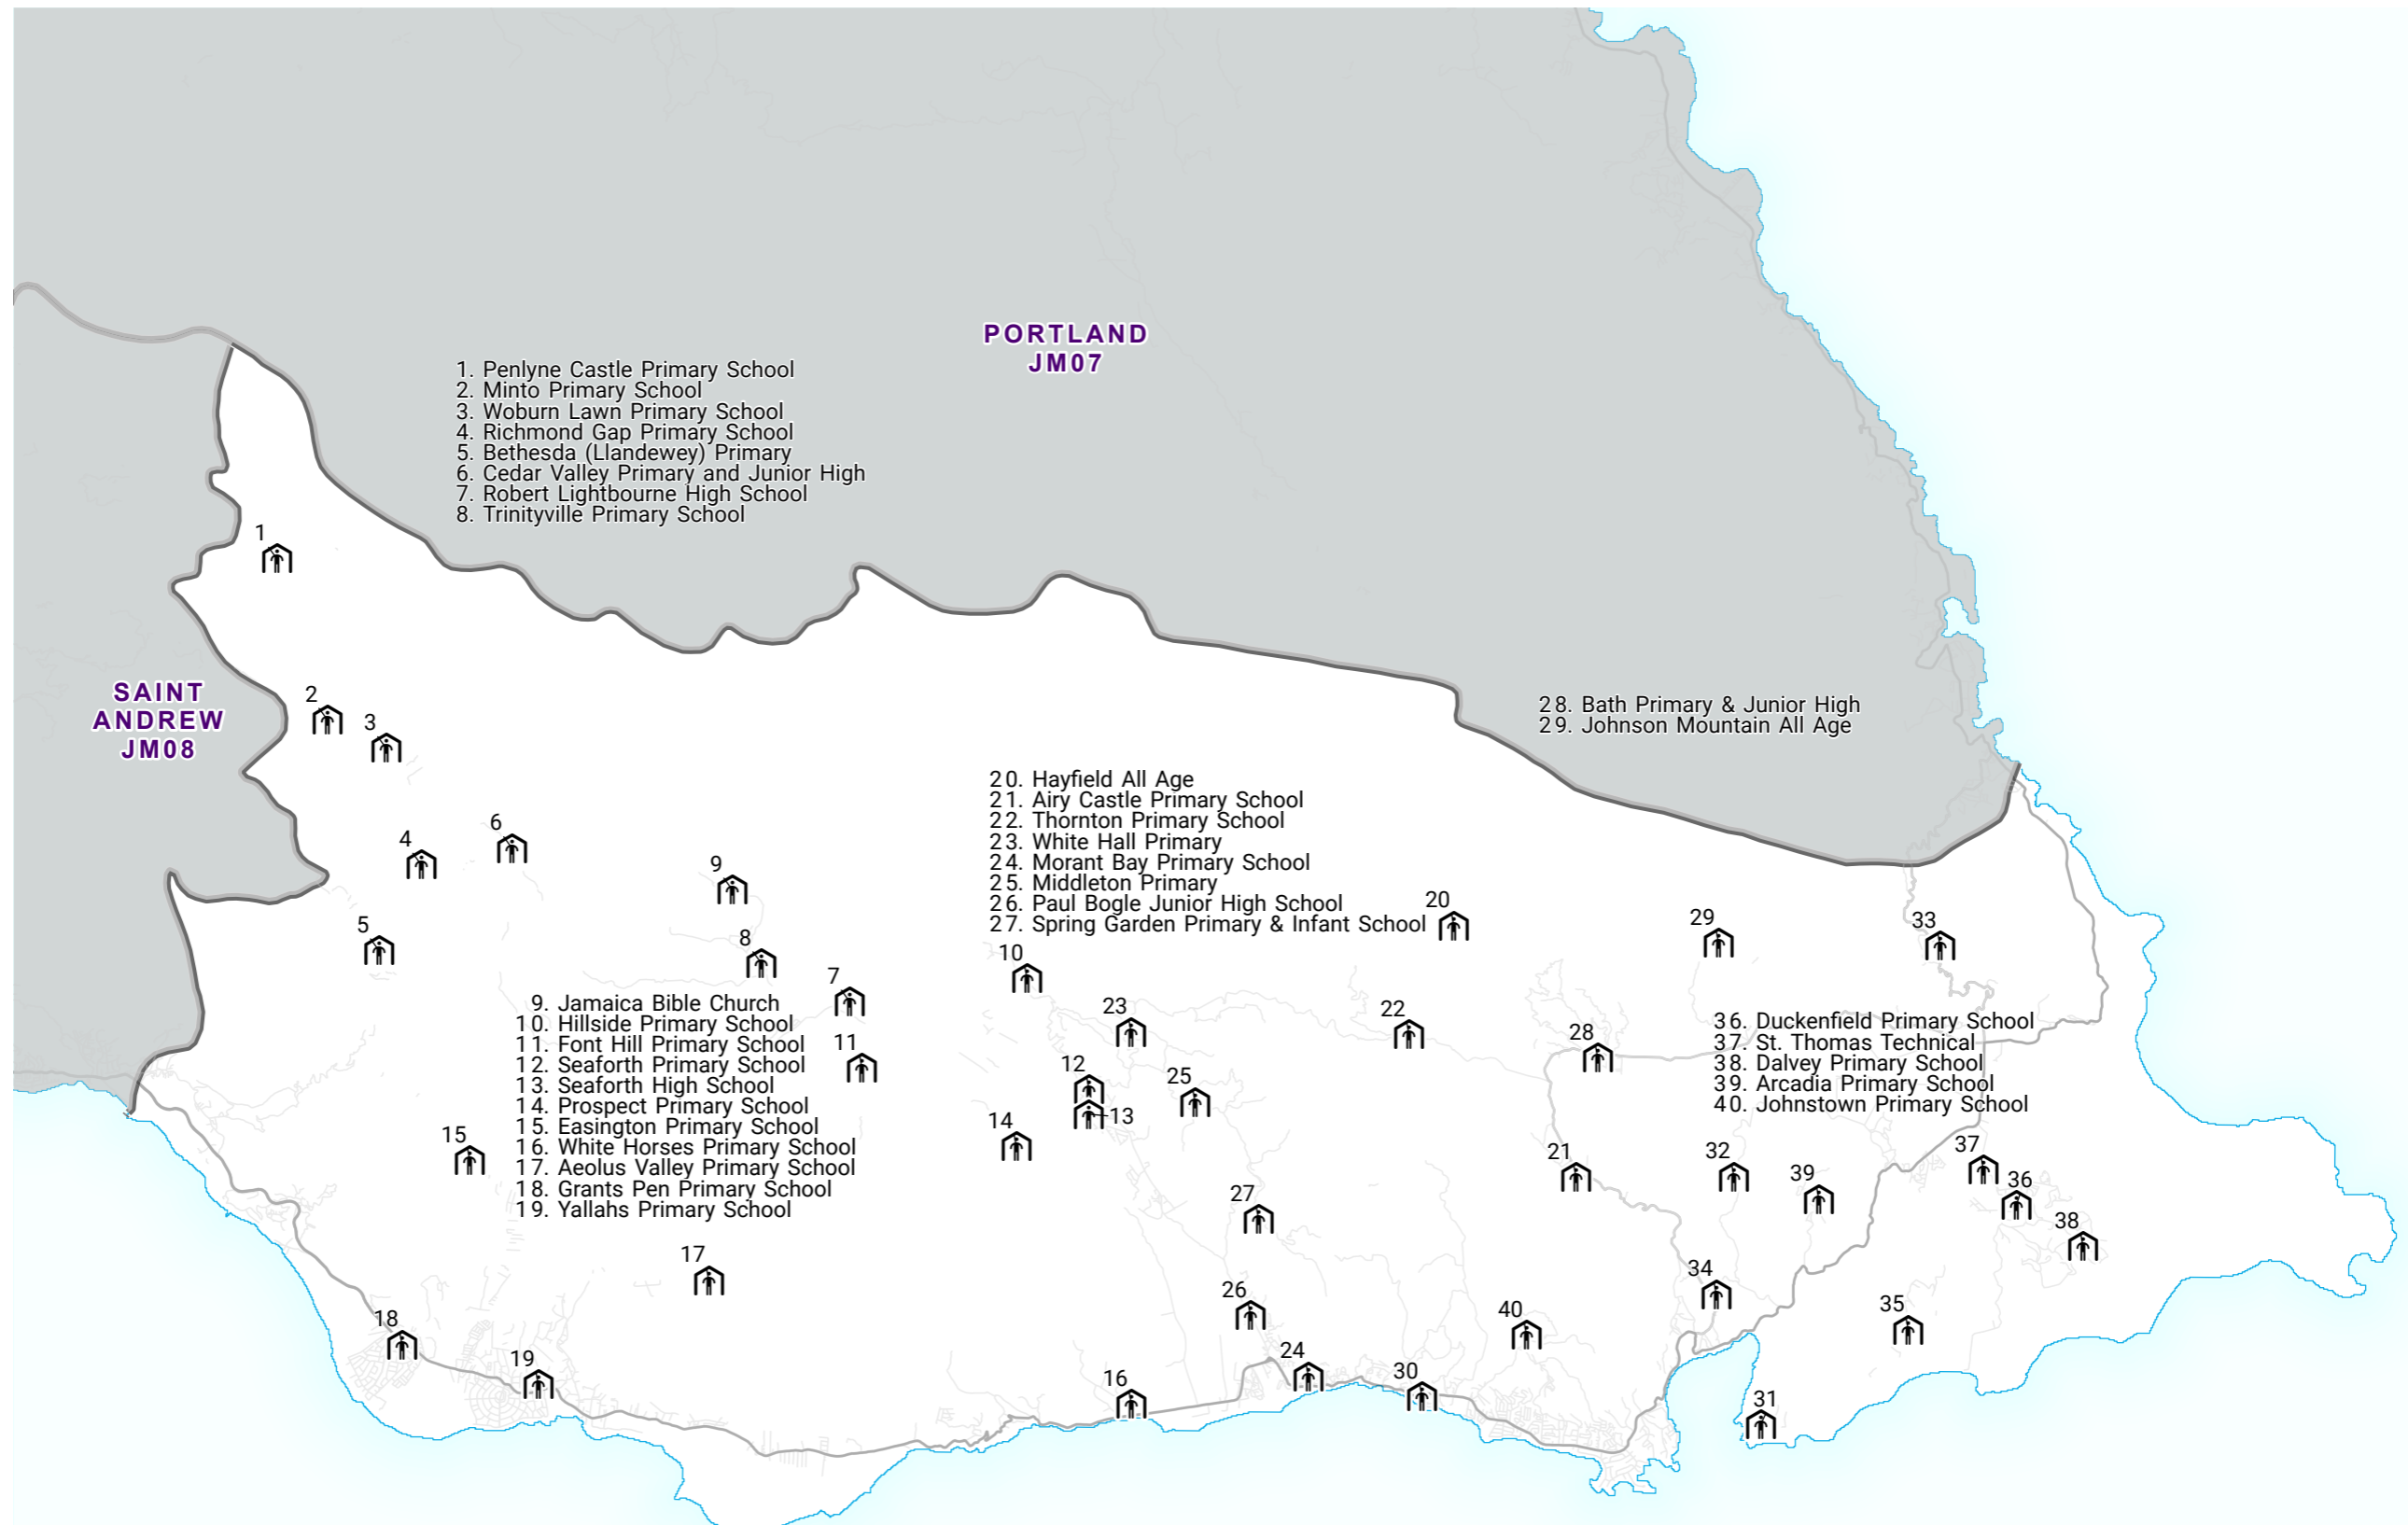 PORTLAND
JM07
1. Penlyne Castle Primary School
2. Minto Primary School
3. Woburn Lawn Primary School
4. Richmond Gap Primary School
5. Bethesda (Llandewey) Primary
6. Cedar Valley Primary and Junior High
7. Robert Lightbourne High School
8. Trinityville Primary School
1
SAINT
ANDREW
JM08
2
3
28. Bath Primary & Junior High
29. Johnson Mountain All Age
20. Hayfield All Age
21. Airy Castle Primary School
22. Thornton Primary School
23. White Hall Primary
24. Morant Bay Primary School
25. Middleton Primary
26. Paul Bogle Junior High School
27. Spring Garden Primary & Infant School
6
4
9
20
5
8
29
33
10
7
9. Jamaica Bible Church
10. Hillside Primary School
11. Font Hill Primary School
12. Seaforth Primary School
13. Seaforth High School
14. Prospect Primary School
15. Easington Primary School
16. White Horses Primary School
17. Aeolus Valley Primary School
18. Grants Pen Primary School
19. Yallahs Primary School
23
22
28
36. Duckenfield Primary School
37. St. Thomas Technical
38. Dalvey Primary School
39. Arcadia Primary School
40. Johnstown Primary School
11
12
25
13
14
15
21
32
37
39
36
27
38
17
34
26
35
40
18
19
24
30
16
31